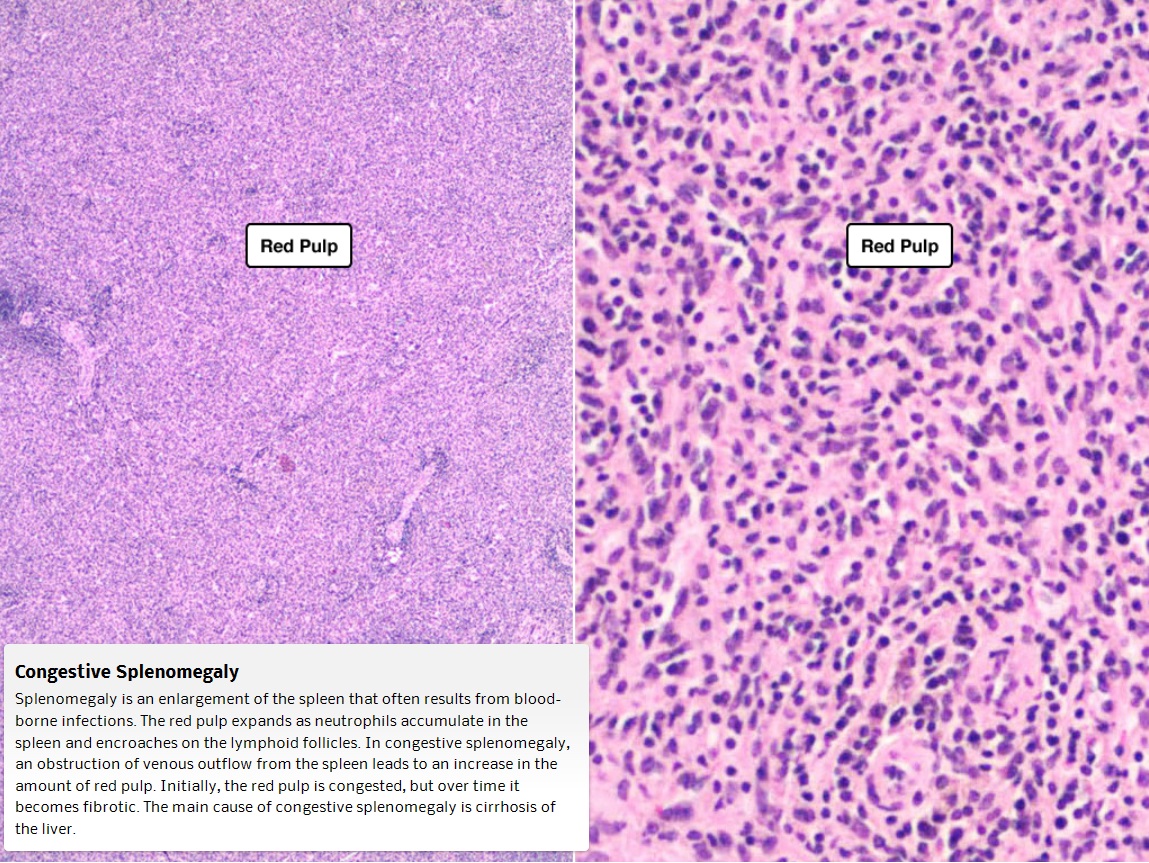 Red Pulp
Red Pulp
Congestive Splenomegaly
Splenomegaly is an enlargement of the spleen that often results from blood-
borne infections. The red pulp expands as neutrophils accumulate in the
spleen and encroaches on the lymphoid follicles. In congestive splenomegaly,
an obstruction of venous outflow from the spleen leads to an increase in the
amount of red pulp. Initially, the red pulp is congested, but over time it
becomes fibrotic. The main cause of congestive splenomegaly is cirrhosis of
the liver.